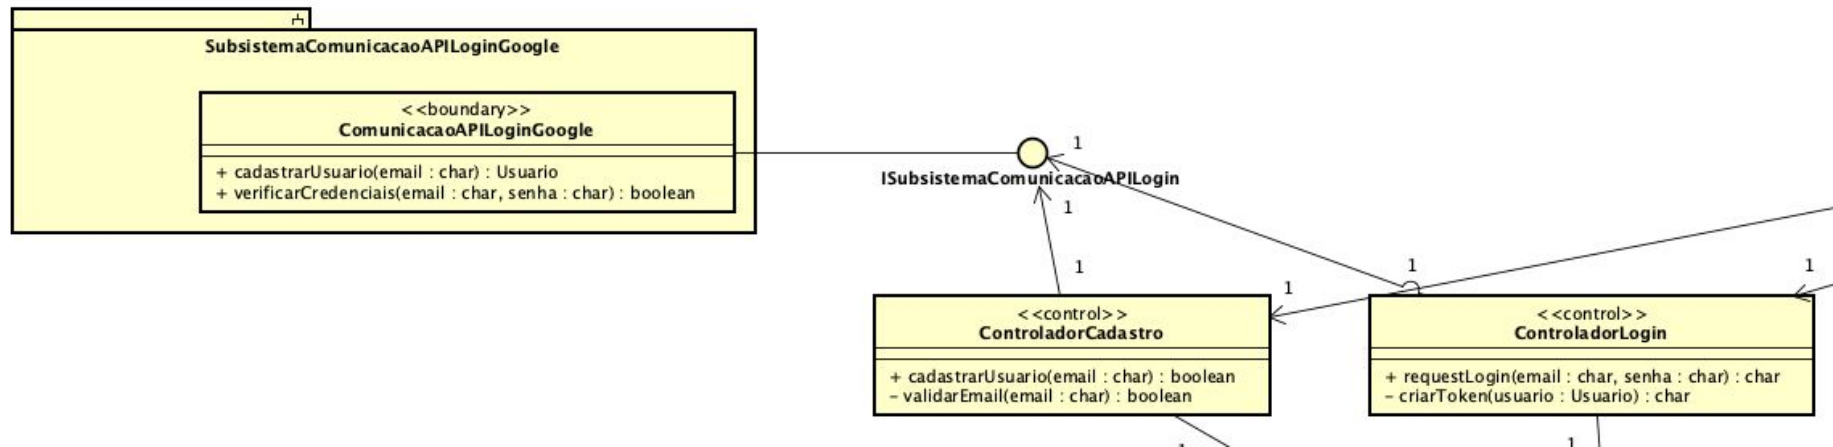 SubsistemaComunicacaoAPILoginGoogle
<<boundary>>
ComunicacaoAPILoginGoogle
+ cadastrarUsuario(email : char) : Usuario
+ verificarCredenciais(email : char, senha : char) : boolean
1
ISubsistemaComunicacaoAPILogin
1
1
1
1
1
<<control>>
ControladorCadastro
+ cadastrarUsuario(email : char) : boolean
- validarEmail(email : char) : boolean
<<control>>
ControladorLogin
+ requestLogin(email : char, senha : char) : char
- criarToken(usuario : Usuario) : char
1